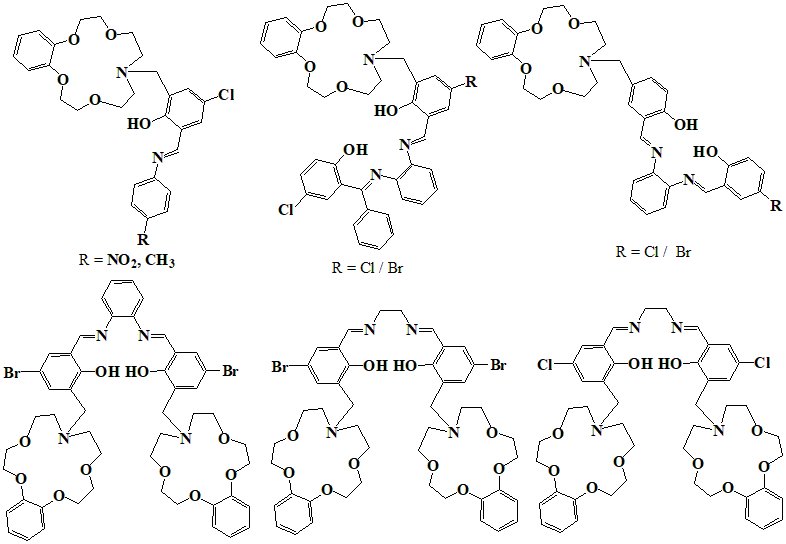 O O
O N
O
Cl
HO
N
R
R = NO2, CH3
O O
O N
O
R
HO
N
OH
N
Cl
R = Cl / Br
O O
O N
O
OH
N
HO
N
R
R = Cl / Br
N N
Br OH HO Br
N N
O O
O O
O O
O O
N N
Br OH HO Br
N N
O O
O O
O O
O O
N N
Cl OH HO Cl
N N
O O
O O
O O
O O